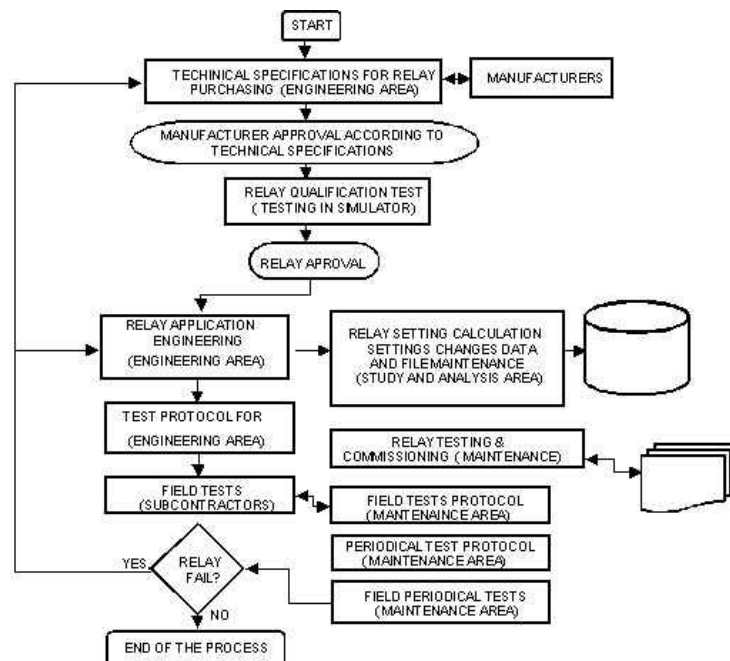 START
TECHINICAL SPECIFICATIONS FOR RELAY
PURCHASING (ENGINEERING AREA)
MANUFACTURERS
MANUFACTURER APPROVAL ACCORDING TO
TECHNICAL SPECIFICATIONS
RELAY QUALIFICATION TEST
( TESTING IN SIMULATOR)
RELAY APROVAL
RELAY APPLICATION
ENGINEERING
(ENGINEERING AREA)
RELAY SETTING CALCULATION
SETTINGS CHANGES DATA
AND FILE MAINTENANCE
(STUDY AND ANALYSIS AREA)
TEST PROTOCOL FOR
(ENGINEERING AREA)
RELAY TESTING &
COMMISSIONING ( MAINTENANCE)
FIELD TESTS
(SUBCONTRACTORS)
FIELD TESTS PROTOCOL
(MANTENAINCE AREA)
PERIODICAL TEST PROTOCOL
(MAINTENANCE AREA)
YES
RELAY
FAIL?
FIELD PERIODICAL TESTS
(MAINTENANCE AREA)
NO
END OF THE PROCESS